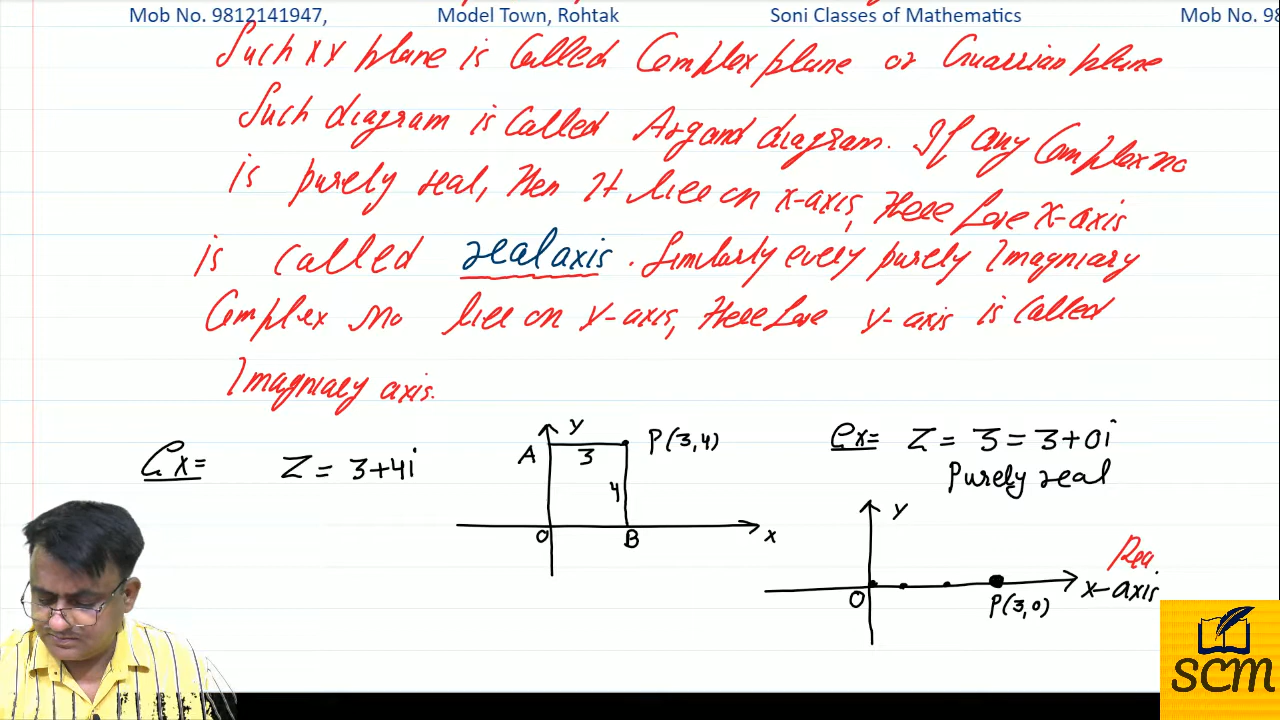 Mob No. 9812141947, Model Town, Rohtak Soni Classes of Mathematics Mob No. 98
Such XY plane is Called Complex plane or Guassian plane
Such diagram is Called Argand diagram. If any Complex no
is purely real, then it lies on x-axis, therefore X-axis
is called real axis. Similarly every purely Imagniary
Complex no lies on Y-axis, therefore y-axis is called
Imagniary axis.
Ex= Z = 3+4i
A 3 y P(3,4)
4
O B x
Ex= Z = 3 = 3+0i
Purely real
y
Rea
O P(3,0) x-axis
SCM